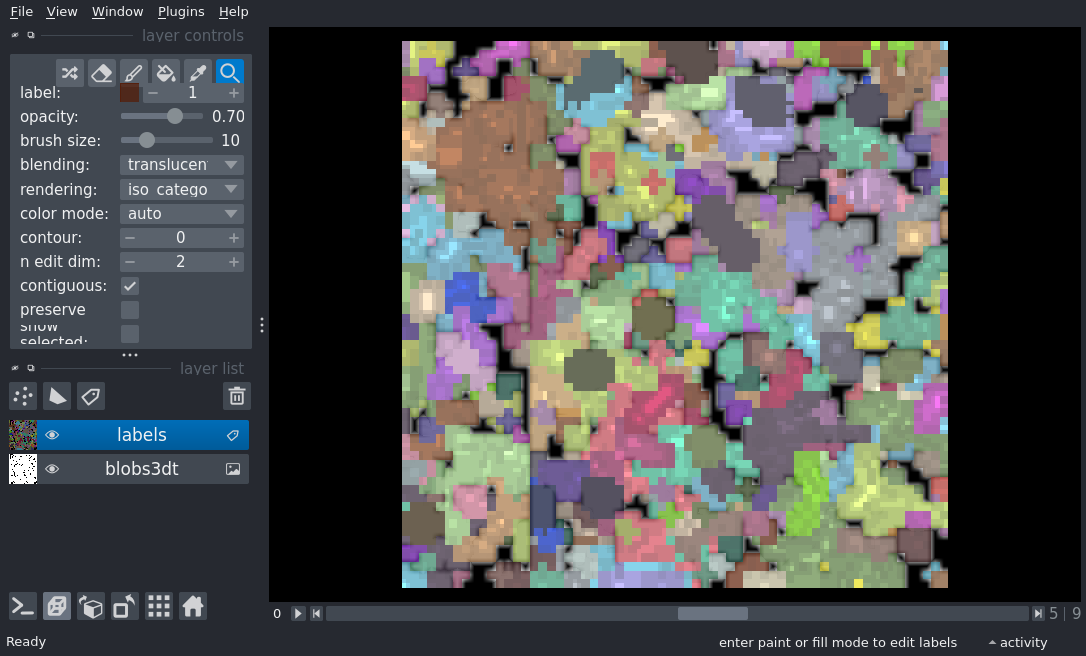 File View Window Plugins Help
layer controls
label: 1
opacity: 0.70
brush size: 10
blending: translucen
rendering: iso_catego
color mode: auto
contour: 0
n edit dim: 2
contiguous:
preserve
show
selected:
layer list
labels
blobs3dt
0 5 | 9
Ready enter paint or fill mode to edit labels activity